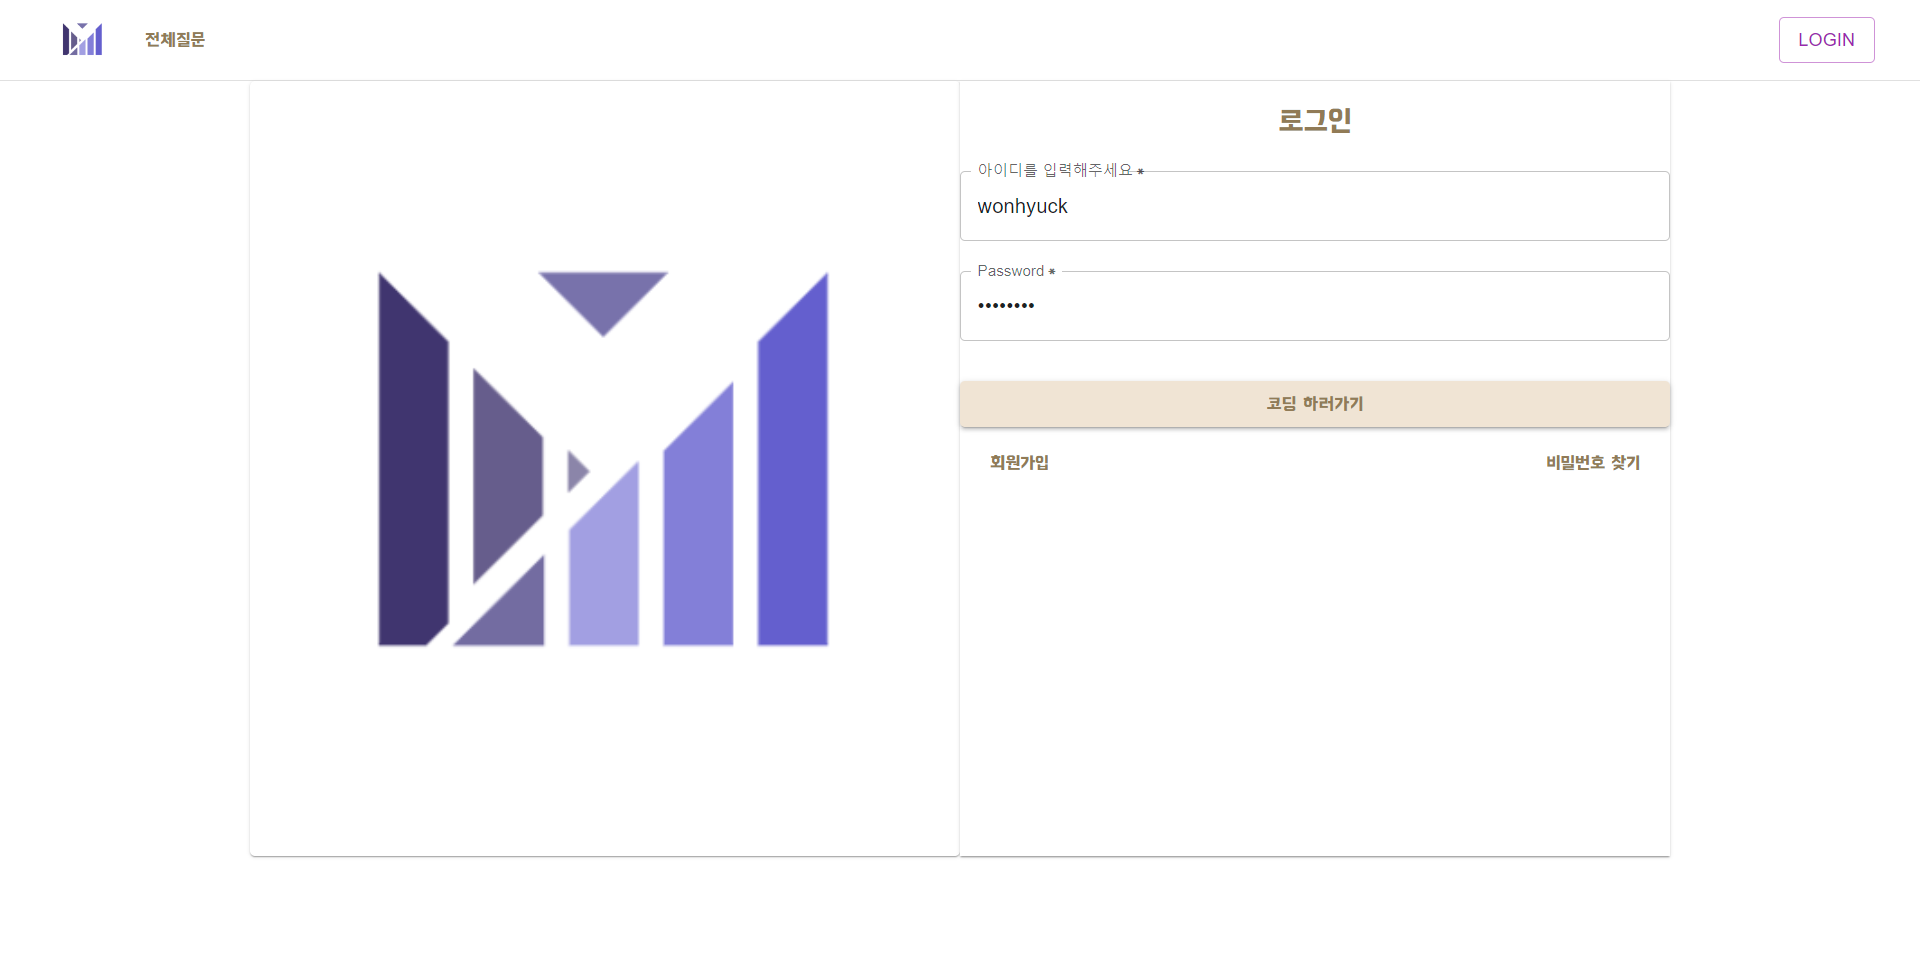 전체질문
LOGIN
로그인
아이디를 입력해주세요 *
wonhyuck
Password *
••••••••
코딩 하러가기
회원가입
비밀번호 찾기